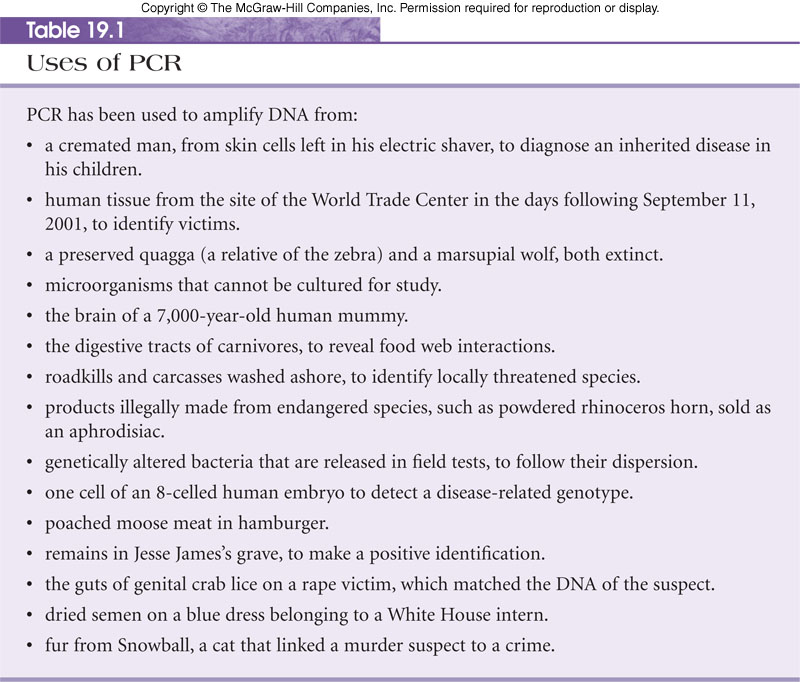 Copyright © The McGraw-Hill Companies, Inc. Permission required for reproduction or display.
Table 19.1
Uses of PCR
PCR has been used to amplify DNA from:
• a cremated man, from skin cells left in his electric shaver, to diagnose an inherited disease in
his children.
• human tissue from the site of the World Trade Center in the days following September 11,
2001, to identify victims.
• a preserved quagga (a relative of the zebra) and a marsupial wolf, both extinct.
• microorganisms that cannot be cultured for study.
• the brain of a 7,000-year-old human mummy.
• the digestive tracts of carnivores, to reveal food web interactions.
• roadkills and carcasses washed ashore, to identify locally threatened species.
• products illegally made from endangered species, such as powdered rhinoceros horn, sold as
an aphrodisiac.
• genetically altered bacteria that are released in field tests, to follow their dispersion.
• one cell of an 8-celled human embryo to detect a disease-related genotype.
• poached moose meat in hamburger.
• remains in Jesse James's grave, to make a positive identification.
• the guts of genital crab lice on a rape victim, which matched the DNA of the suspect.
• dried semen on a blue dress belonging to a White House intern.
• fur from Snowball, a cat that linked a murder suspect to a crime.